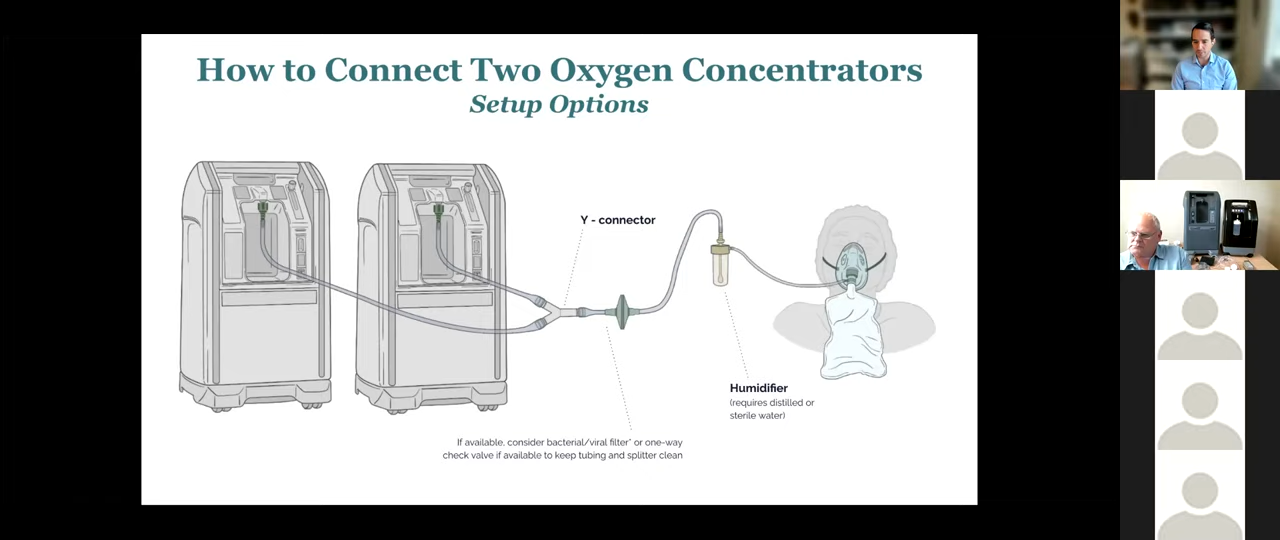 How to Connect Two Oxygen Concentrators
Setup Options
Y - connector
Humidifier
(requires distilled or
sterile water)
If available, consider bacterial/viral filter* or one-way
check valve if available to keep tubing and splitter clean